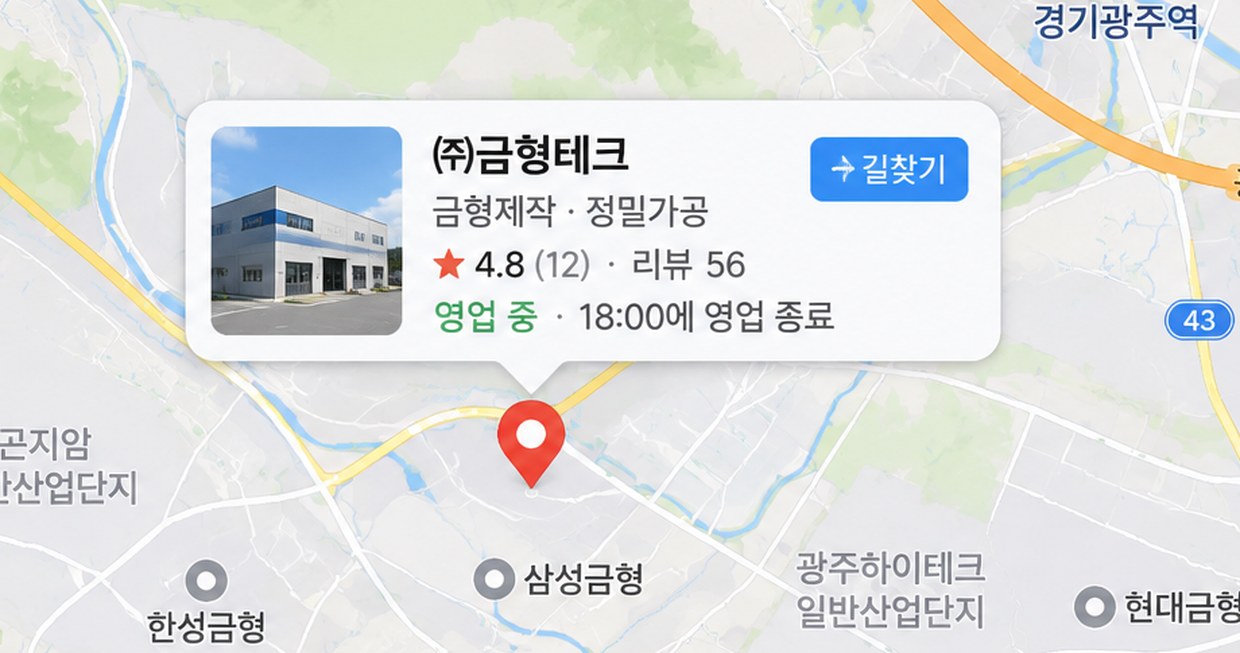 경기광주역
㈜금형테크
→길찾기
금형제작 · 정밀가공
★ 4.8 (12) · 리뷰 56
영업 중 · 18:00에 영업 종료
43
곤지암
산업단지
삼성금형
한성금형
광주하이테크
일반산업단지
현대금형